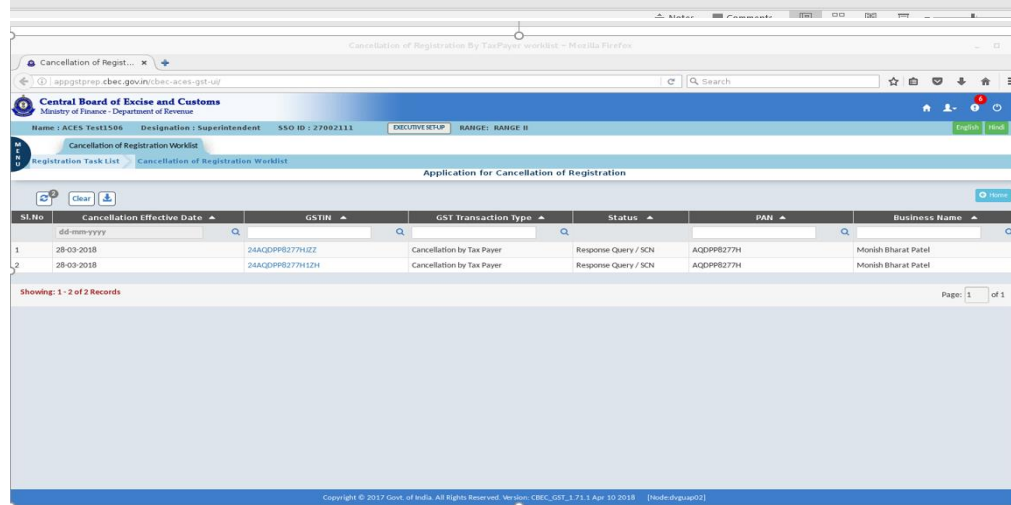 Notes Comments
Cancellation of Registration By TaxPayer worklist - Mozilla Firefox
Cancellation of Regist...
appgstprep.cbec.gov.in/cbec-aces-gst-ui/ Search
Central Board of Excise and Customs
Ministry of Finance - Department of Revenue
6
Name : ACES Test1506 Designation : Superintendent SSO ID : 27002111 EXECUTIVE SET-UP RANGE: RANGE II English Hindi
MENU
Cancellation of Registration Worklist
Registration Task List Cancellation of Registration Worklist
Application for Cancellation of Registration
2 Clear Home
Sl.No Cancellation Effective Date GSTIN GST Transaction Type Status PAN Business Name
dd-mm-yyyy
1 28-03-2018 24AQDPP8277HJZZ Cancellation by Tax Payer Response Query / SCN AQDPP8277H Monish Bharat Patel
2 28-03-2018 24AQDPP8277H1ZH Cancellation by Tax Payer Response Query / SCN AQDPP8277H Monish Bharat Patel
Showing: 1 - 2 of 2 Records Page: 1 of 1
Copyright © 2017 Govt. of India. All Rights Reserved. Version: CBEC_GST_1.71.1 Apr 10 2018 [Node:dvguap02]